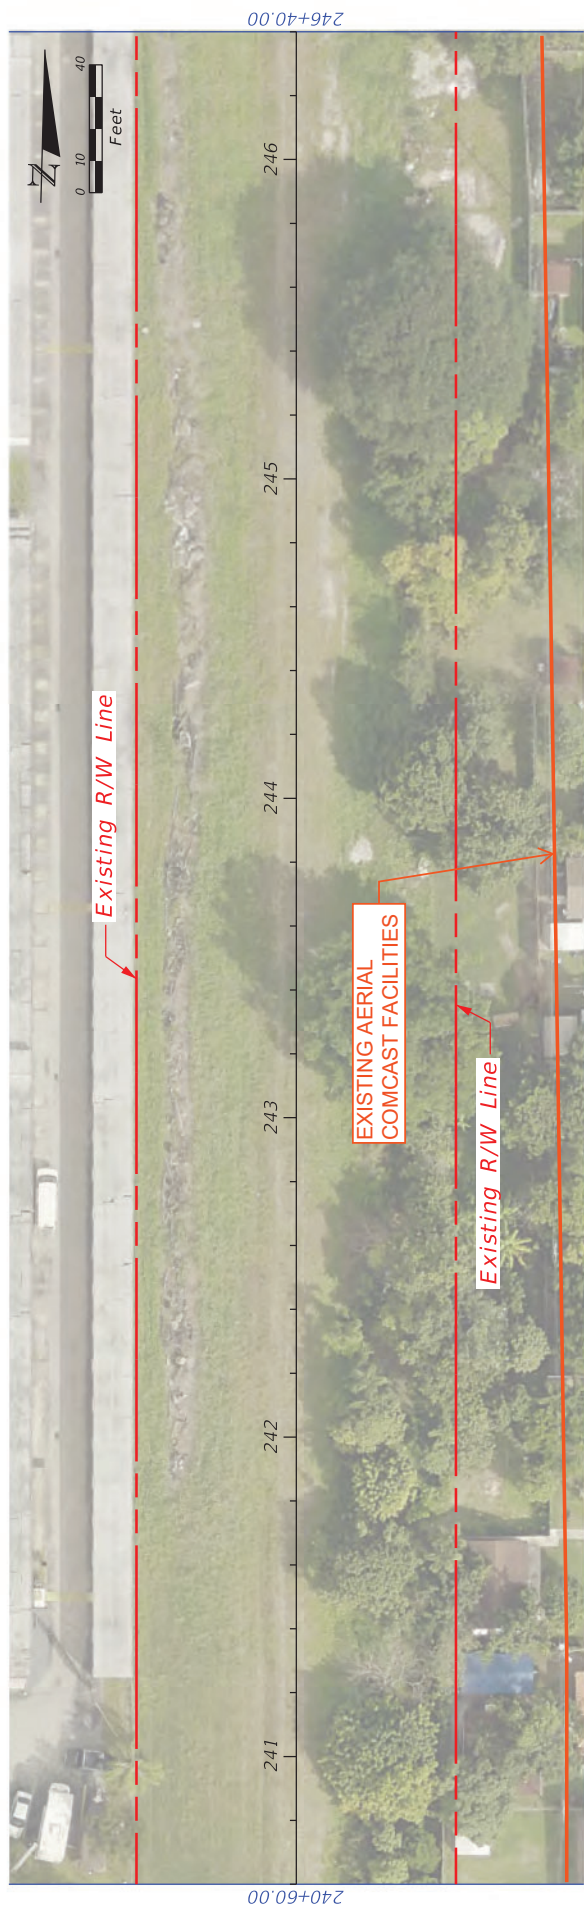 246+40.00
N
0 10 40
Feet
246
245
244
Existing R/W Line
EXISTING AERIAL
COMCAST FACILITIES
243
Existing R/W Line
242
241
240+60.00